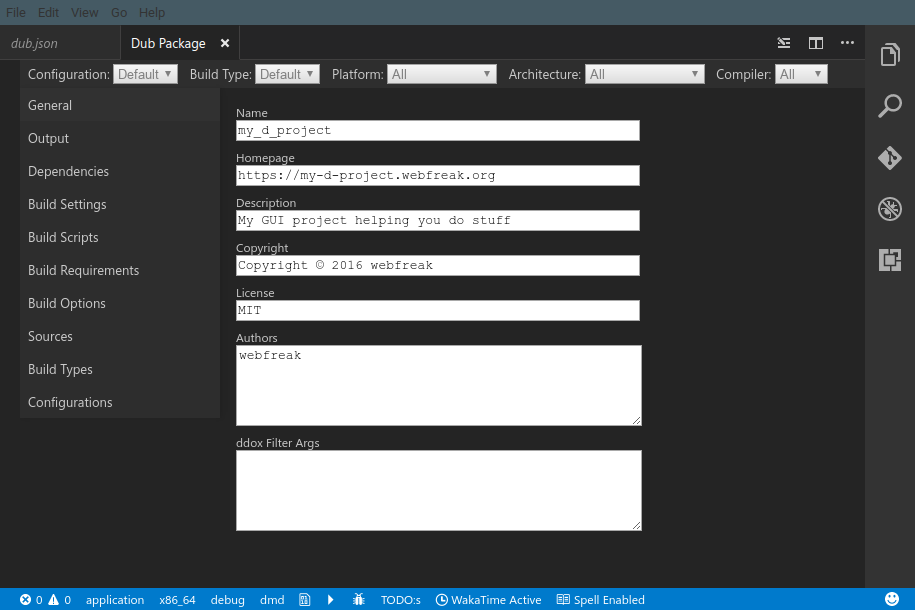 File Edit View Go Help
dub.json Dub Package
Configuration: Default Build Type: Default Platform: All Architecture: All Compiler: All
General
Output
Dependencies
Build Settings
Build Scripts
Build Requirements
Build Options
Sources
Build Types
Configurations
Name
my_d_project
Homepage
https://my-d-project.webfreak.org
Description
My GUI project helping you do stuff
Copyright
Copyright © 2016 webfreak
License
MIT
Authors
webfreak
ddox Filter Args
0 0 application x86_64 debug dmd TODO:s WakaTime Active Spell Enabled